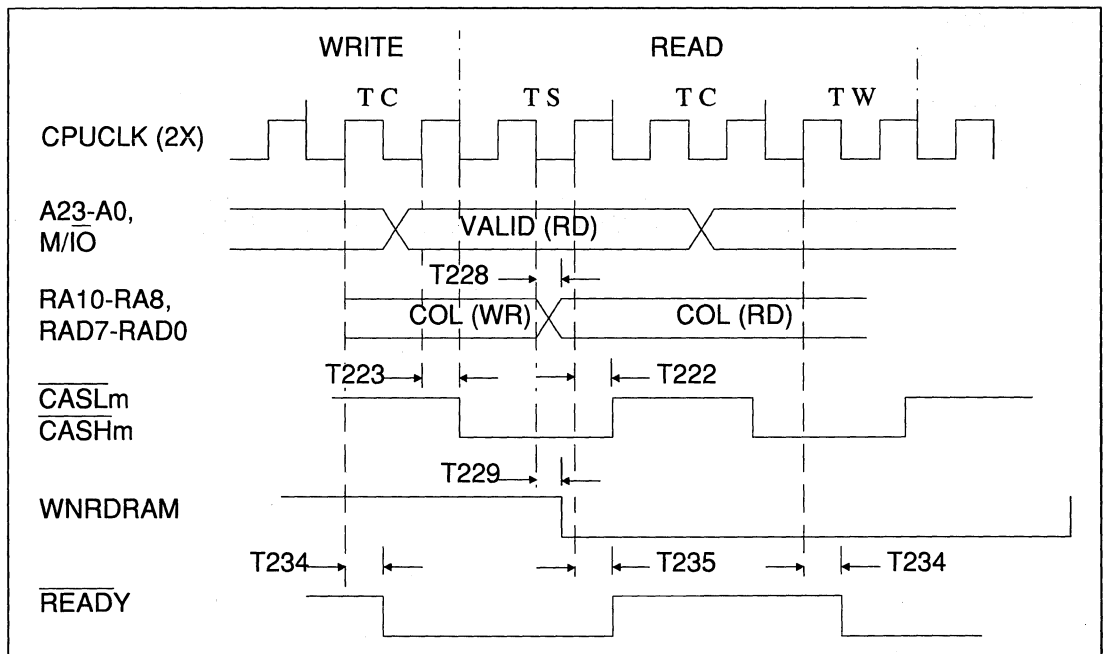 WRITE READ
T C T S T C T W
CPUCLK (2X)
A23-A0,
M/IO
VALID (RD)
T228
RA10-RA8,
RAD7-RAD0
COL (WR) COL (RD)
T223 T222
CASLm
CASHm
T229
WNRDRAM
T234 T235 T234
READY